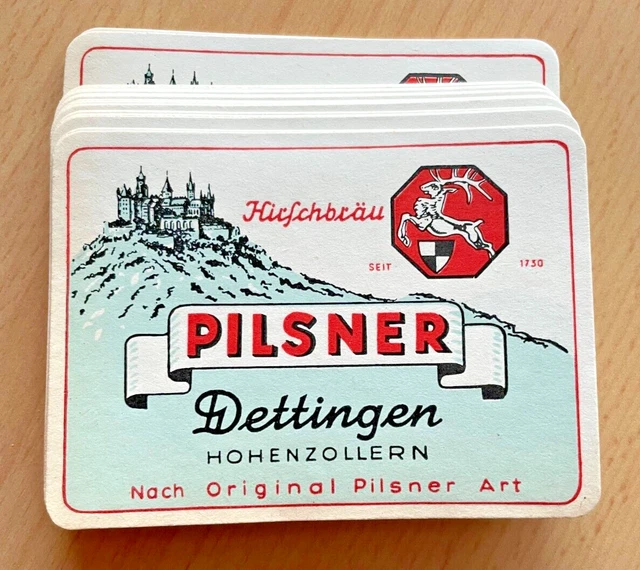 Hirschbräu
SEIT 1730
PILSNER
Dettingen
HOHENZOLLERN
Nach Original Pilsner Art